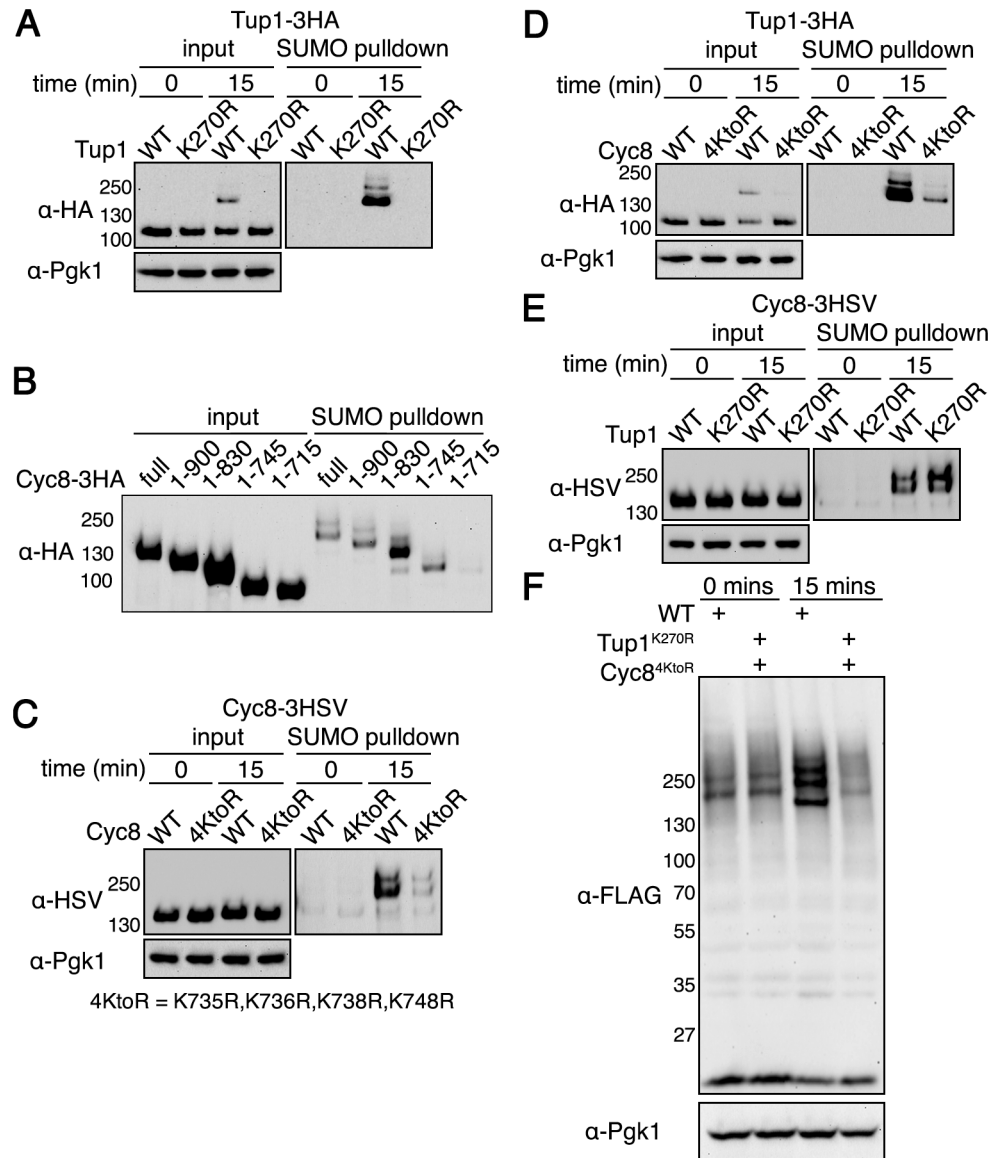 A
Tup1-3HA
input SUMO pulldown
time (min) 0 15 0 15
Tup1 WT K270R WT K270R WT K270R WT K270R
α-HA
250
130
100
α-Pgk1
B
input SUMO pulldown
Cyc8-3HA full 1-900 1-830 1-745 1-715 full 1-900 1-830 1-745 1-715
α-HA
250
130
100
C
Cyc8-3HSV
input SUMO pulldown
time (min) 0 15 0 15
Cyc8 WT 4KtoR WT 4KtoR WT 4KtoR WT 4KtoR
α-HSV
250
130
α-Pgk1
4KtoR = K735R,K736R,K738R,K748R
D
Tup1-3HA
input SUMO pulldown
time (min) 0 15 0 15
Cyc8 WT 4KtoR WT 4KtoR WT 4KtoR WT 4KtoR
α-HA
250
130
100
α-Pgk1
E
Cyc8-3HSV
input SUMO pulldown
time (min) 0 15 0 15
Tup1 WT K270R WT K270R WT K270R WT K270R
α-HSV
250
130
α-Pgk1
F
0 mins 15 mins
WT + +
Tup1K270R + +
Cyc84KtoR + +
α-FLAG
250
130
100
70
55
35
27
α-Pgk1